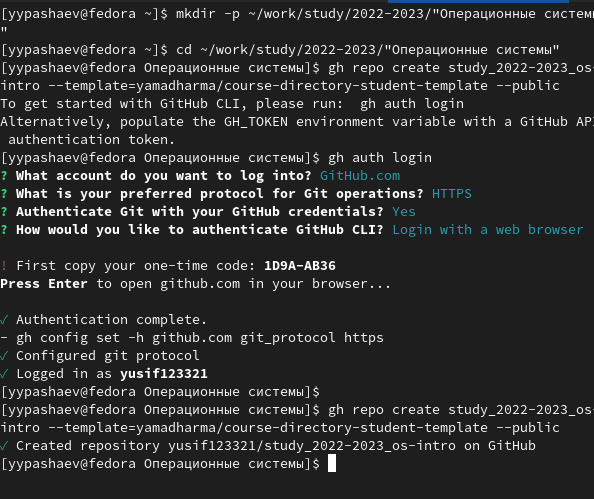 [yypashaev@fedora ~]$ mkdir -p ~/work/study/2022-2023/"Операционные систем
"
[yypashaev@fedora ~]$ cd ~/work/study/2022-2023/"Операционные системы"
[yypashaev@fedora Операционные системы]$ gh repo create study_2022-2023_os-
intro --template=yamadharma/course-directory-student-template --public
To get started with GitHub CLI, please run:  gh auth login
Alternatively, populate the GH_TOKEN environment variable with a GitHub API
 authentication token.
[yypashaev@fedora Операционные системы]$ gh auth login
? What account do you want to log into? GitHub.com
? What is your preferred protocol for Git operations? HTTPS
? Authenticate Git with your GitHub credentials? Yes
? How would you like to authenticate GitHub CLI? Login with a web browser
! First copy your one-time code: 1D9A-AB36
Press Enter to open github.com in your browser...
✓ Authentication complete.
- gh config set -h github.com git_protocol https
✓ Configured git protocol
✓ Logged in as yusif123321
[yypashaev@fedora Операционные системы]$
[yypashaev@fedora Операционные системы]$ gh repo create study_2022-2023_os-
intro --template=yamadharma/course-directory-student-template --public
✓ Created repository yusif123321/study_2022-2023_os-intro on GitHub
[yypashaev@fedora Операционные системы]$